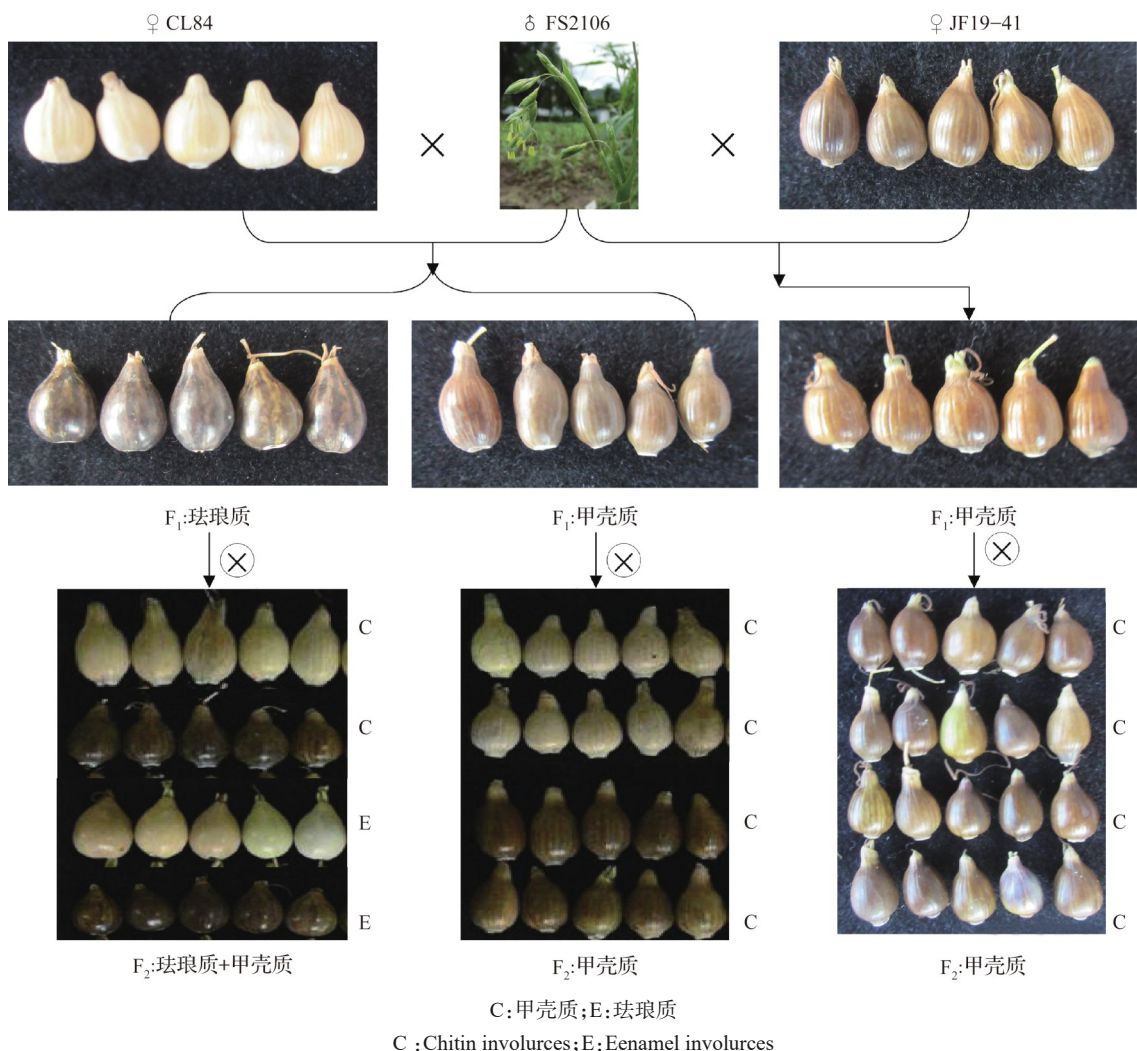 ♀ CL84
♂ FS2106
♀ JF19−41
×
×
F₁:珐琅质
F₁:甲壳质
F₁:甲壳质
C
C
E
E
C
C
C
C
C
C
C
C
F₂:珐琅质+甲壳质
F₂:甲壳质
F₂:甲壳质
C:甲壳质;E:珐琅质
C :Chitin involurces;E:Eenamel involurces